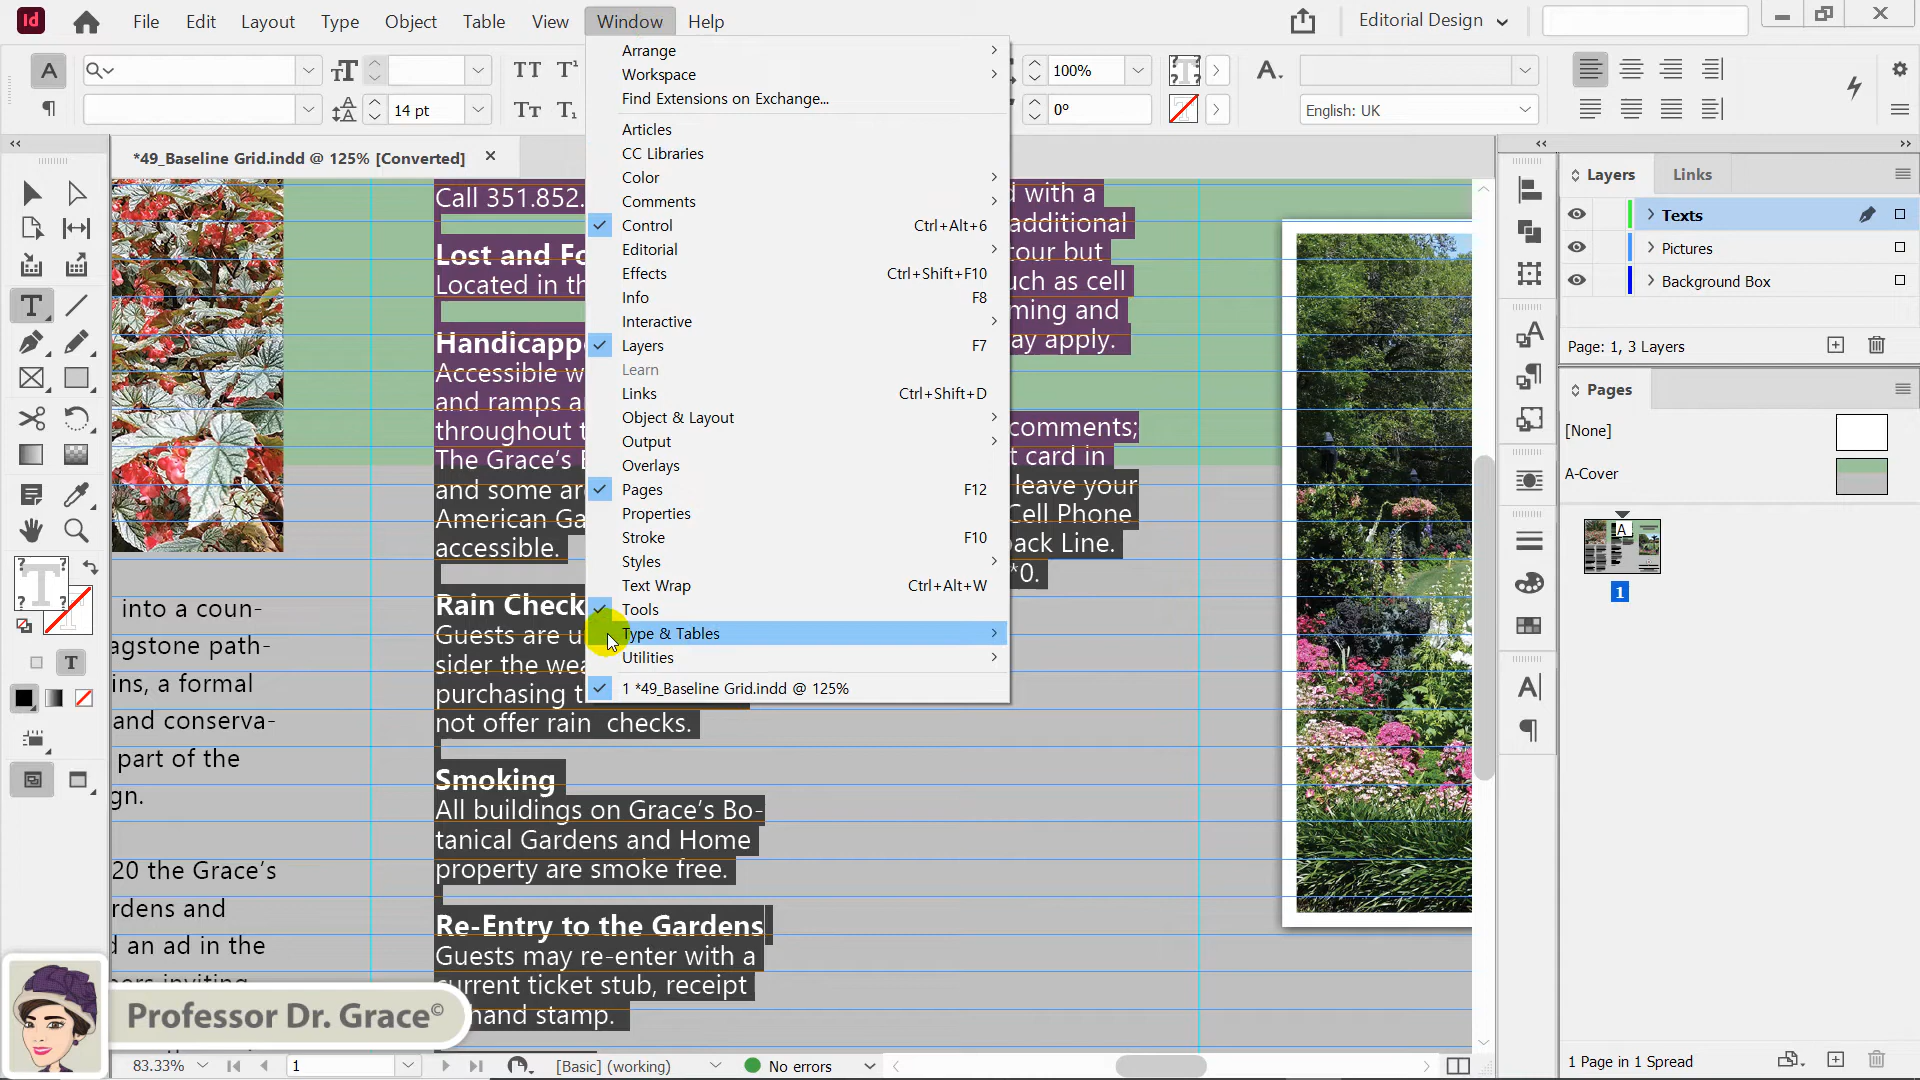 Id File Edit Layout Type Object Table View Window Help Editorial Design
A 100% A.
14 pt 0° English: UK
*49_Baseline Grid.indd @ 125% [Converted]
Arrange
Workspace
Find Extensions on Exchange...
Articles
CC Libraries
Color
Comments
Control Ctrl+Alt+6
Editorial
Effects Ctrl+Shift+F10
Info F8
Interactive
Layers F7
Learn
Links Ctrl+Shift+D
Object & Layout
Output
Overlays
Pages F12
Properties
Stroke F10
Styles
Text Wrap Ctrl+Alt+W
Tools
Type & Tables
Utilities
1 *49_Baseline Grid.indd @ 125%
into a coun-
agstone path-
ins, a formal
and conserva-
part of the
gn.
20 the Grace's
rdens and
d an ad in the
Call 351.852.
Lost and Fo
Located in th
Handicappe
Accessible w
and ramps a
throughout t
The Grace's B
and some are
American Ga
accessible.
Rain Check
Guests are u
sider the wea
purchasing t
not offer rain  checks.
Smoking
All buildings on Grace's Bo-
tanical Gardens and Home
property are smoke free.
Re-Entry to the Gardens
Guests may re-enter with a
current ticket stub, receipt
hand stamp.
d with a
additional
tour but
uch as cell
ming and
ay apply.
comments;
t card in
leave your
Cell Phone
back Line.
*0.
Layers Links
Texts
Pictures
Background Box
Page: 1, 3 Layers
Pages
[None]
A-Cover
A
1
Professor Dr. Grace©
83.33% 1 [Basic] (working) No errors
1 Page in 1 Spread